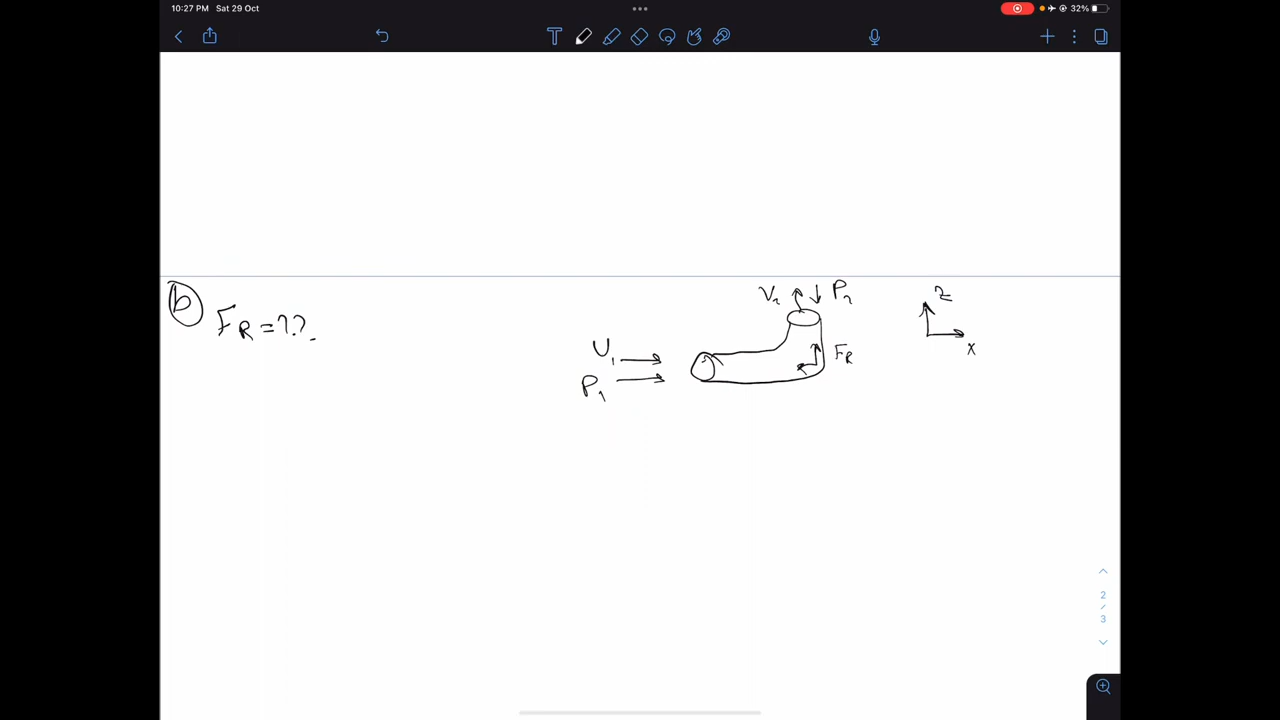 10:27 PM Sat 29 Oct
32%
b
F_R = ??.
V₂ P₂
z
U₁
F_R
x
P₁
2
/
3